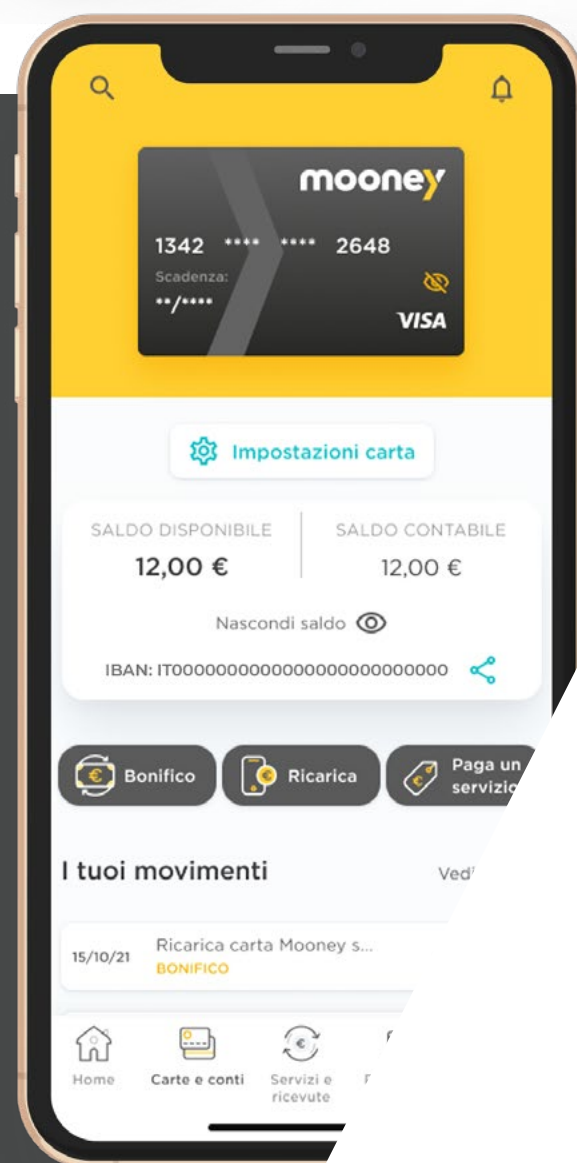 mooney
1342 **** **** 2648
Scadenza:
**/****
VISA
Impostazioni carta
SALDO DISPONIBILE
SALDO CONTABILE
12,00 €
12,00 €
Nascondi saldo
IBAN: IT0000000000000000000000000
Bonifico
Ricarica
Paga un
servizio
I tuoi movimenti
15/10/21
Ricarica carta Mooney s...
BONIFICO
Home
Carte e conti
Servizi e
ricevute